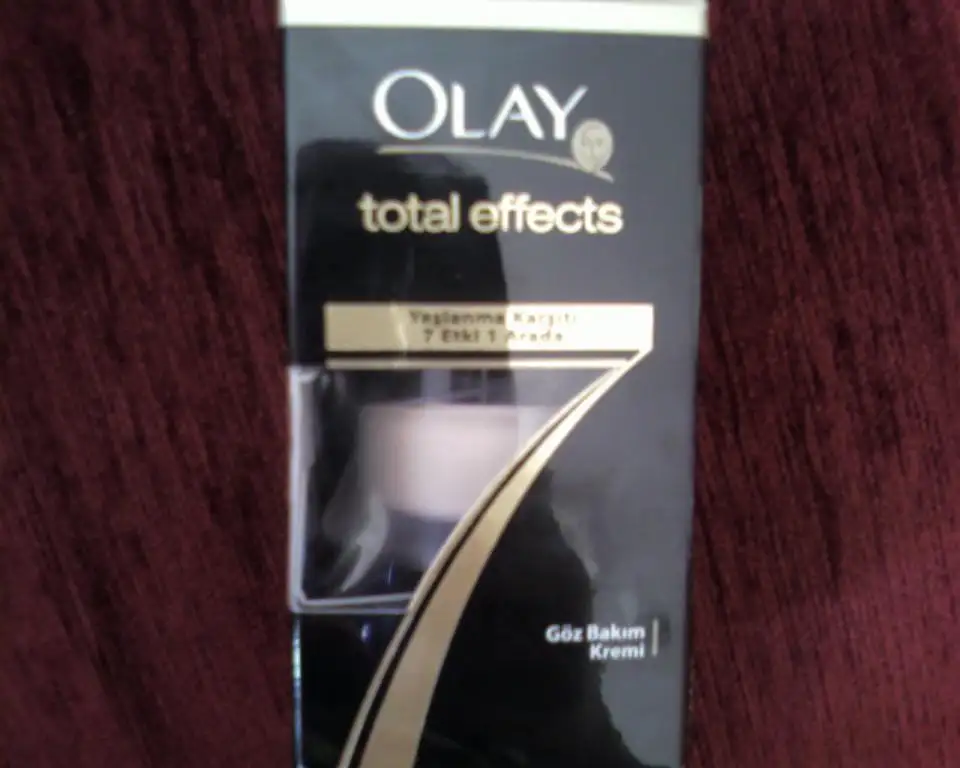 OLAY
total effects
Yaşlanma Karşıtı
7 Etki 1 Arada
7
Göz Bakım
Kremi